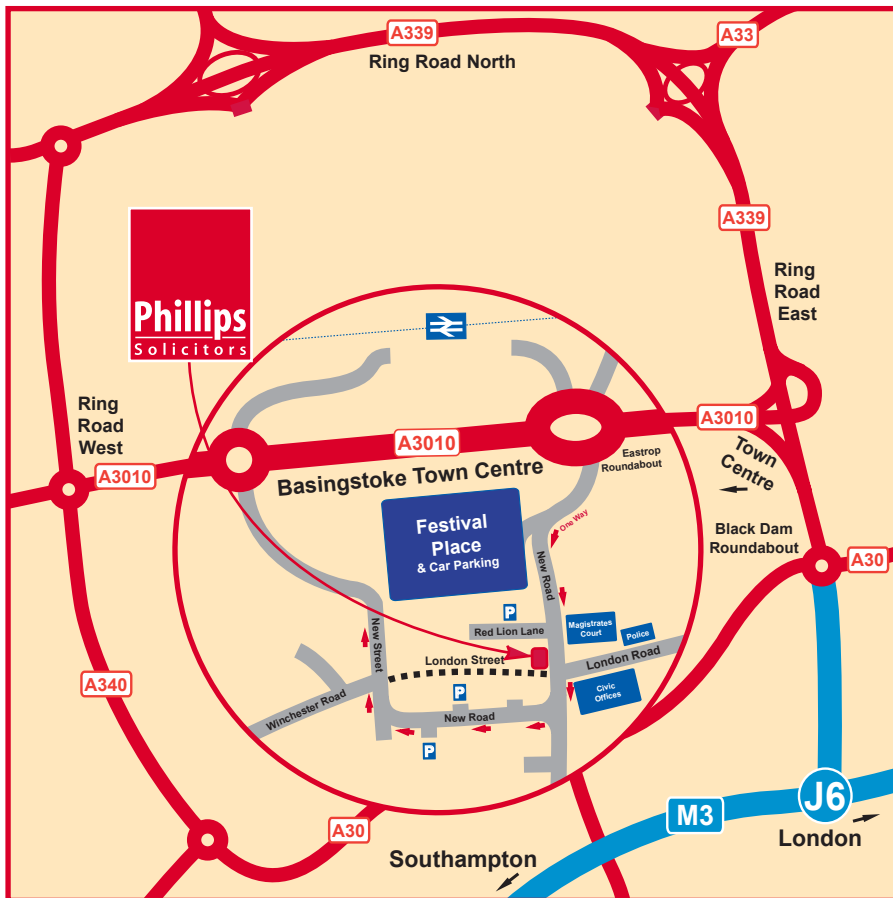 A339
A33
Ring Road North
A339
Ring
Road
East
Phillips
Solicitors
Ring
Road
West
A3010
A3010
A3010
Town
Centre
Basingstoke Town Centre
Eastrop
Roundabout
Festival
Place
& Car Parking
One Way
Black Dam
Roundabout
A30
New Road
P
Red Lion Lane
Magistrates
Court
Police
New Street
London Street
London Road
A340
P
Civic
Offices
Winchester Road
New Road
P
A30
M3
J6
London
Southampton